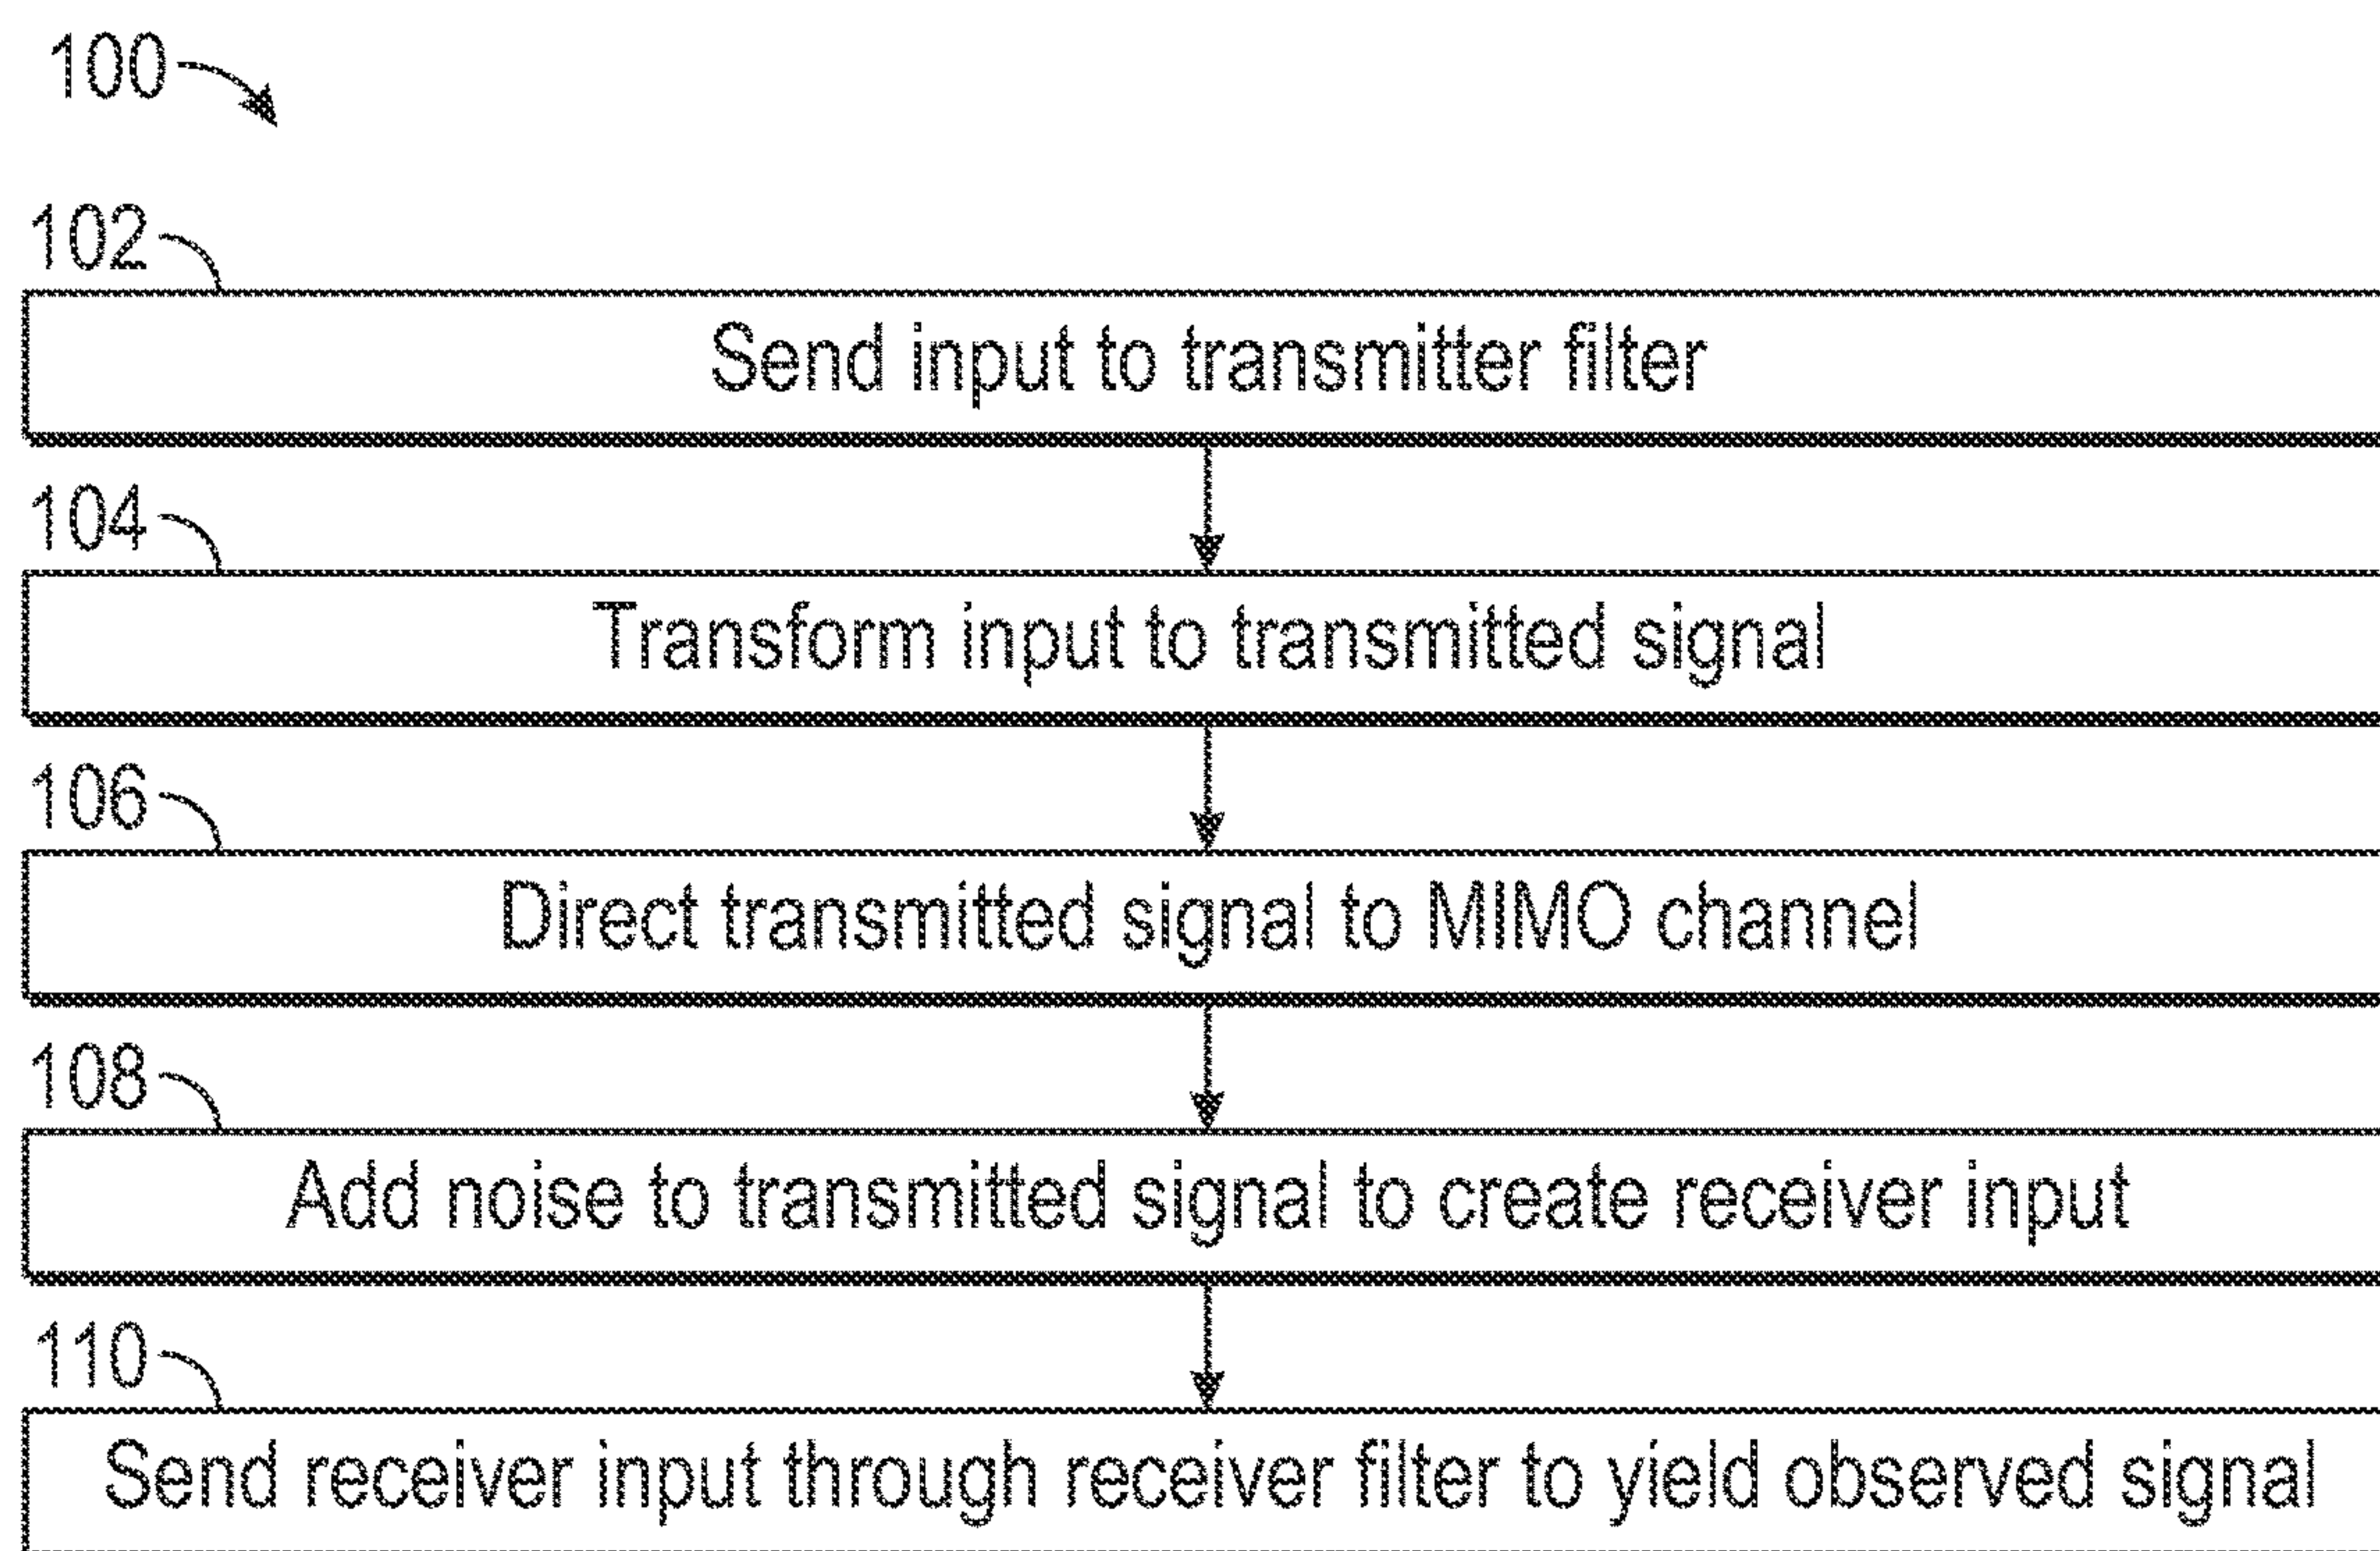 100
102
Send input to transmitter filter
104
Transform input to transmitted signal
106
Direct transmitted signal to MIMO channel
108
Add noise to transmitted signal to create receiver input
110
Send receiver input through receiver filter to yield observed signal